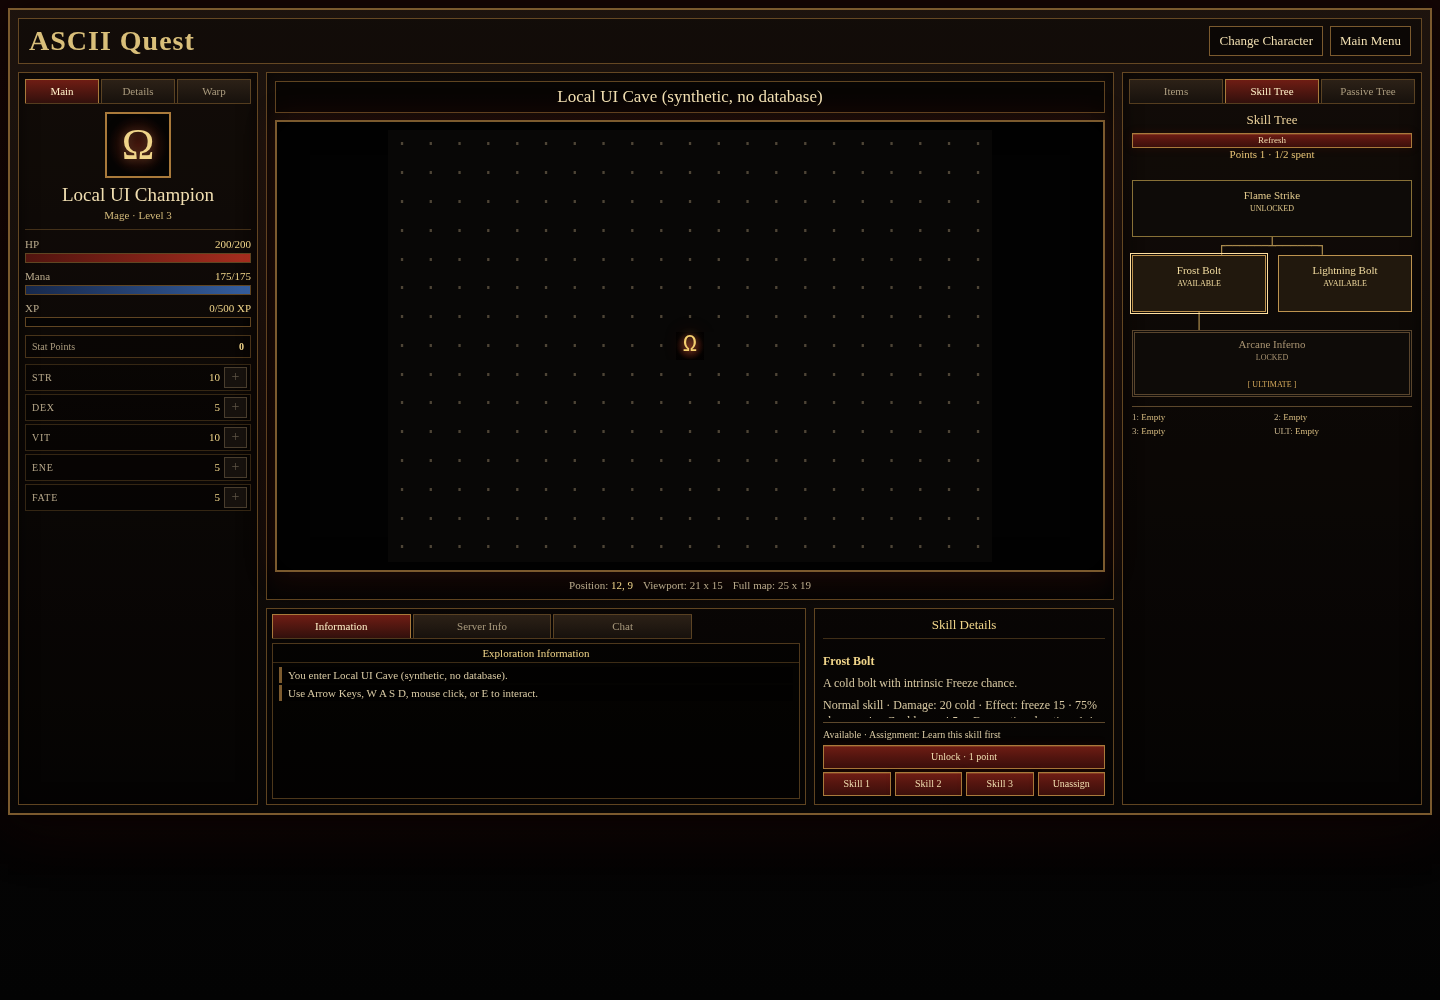 ASCII Quest
Change Character
Main Menu
Main
Details
Warp
Ω
Local UI Champion
Mage · Level 3
HP 200/200
Mana 175/175
XP 0/500 XP
Stat Points 0
STR 10 +
DEX 5 +
VIT 10 +
ENE 5 +
FATE 5 +
Local UI Cave (synthetic, no database)
Ω
Position: 12, 9 Viewport: 21 x 15 Full map: 25 x 19
Information
Server Info
Chat
Exploration Information
You enter Local UI Cave (synthetic, no database).
Use Arrow Keys, W A S D, mouse click, or E to interact.
Skill Details
Frost Bolt
A cold bolt with intrinsic Freeze chance.
Normal skill · Damage: 20 cold · Effect: freeze 15 · 75%
Available · Assignment: Learn this skill first
Unlock · 1 point
Skill 1
Skill 2
Skill 3
Unassign
Items
Skill Tree
Passive Tree
Skill Tree
Refresh
Points 1 · 1/2 spent
Flame Strike
UNLOCKED
Frost Bolt
AVAILABLE
Lightning Bolt
AVAILABLE
Arcane Inferno
LOCKED
[ ULTIMATE ]
1: Empty
2: Empty
3: Empty
ULT: Empty